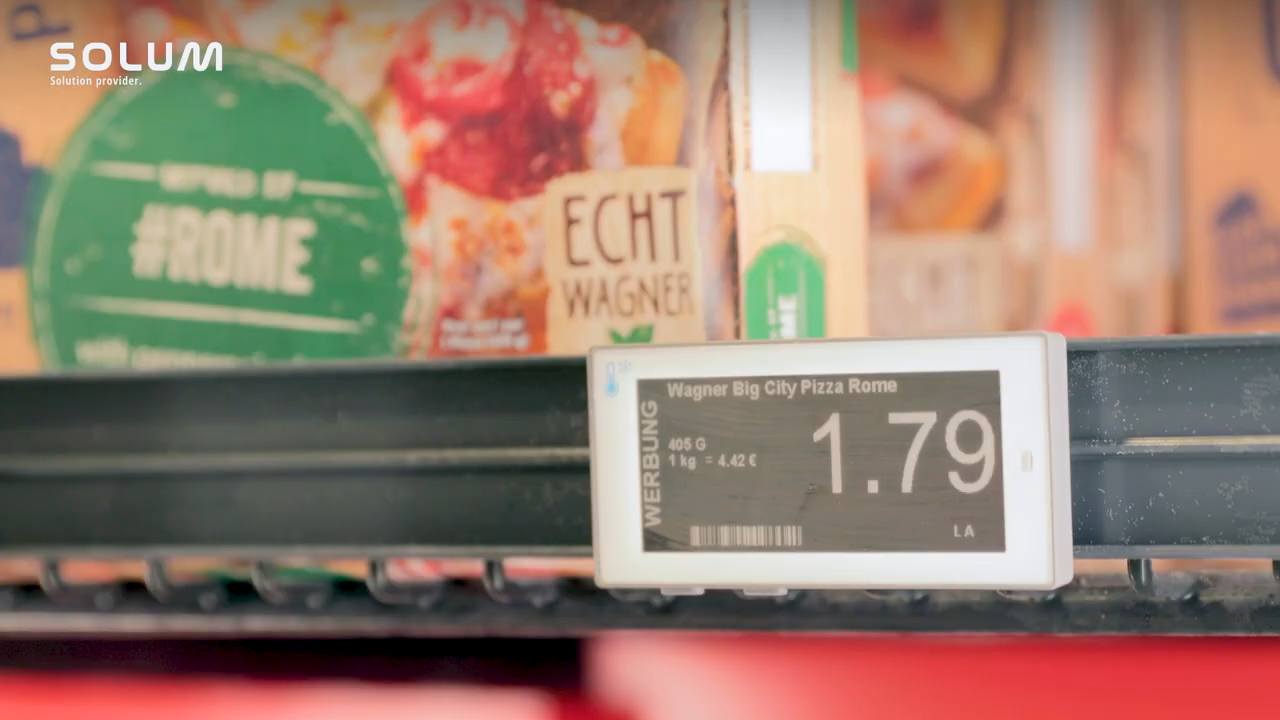 SOLUM
Solution provider.
#ROME
ECHT
WAGNER
Wagner Big City Pizza Rome
WERBUNG
405 G
1 kg = 4.42 €
1.79
LA